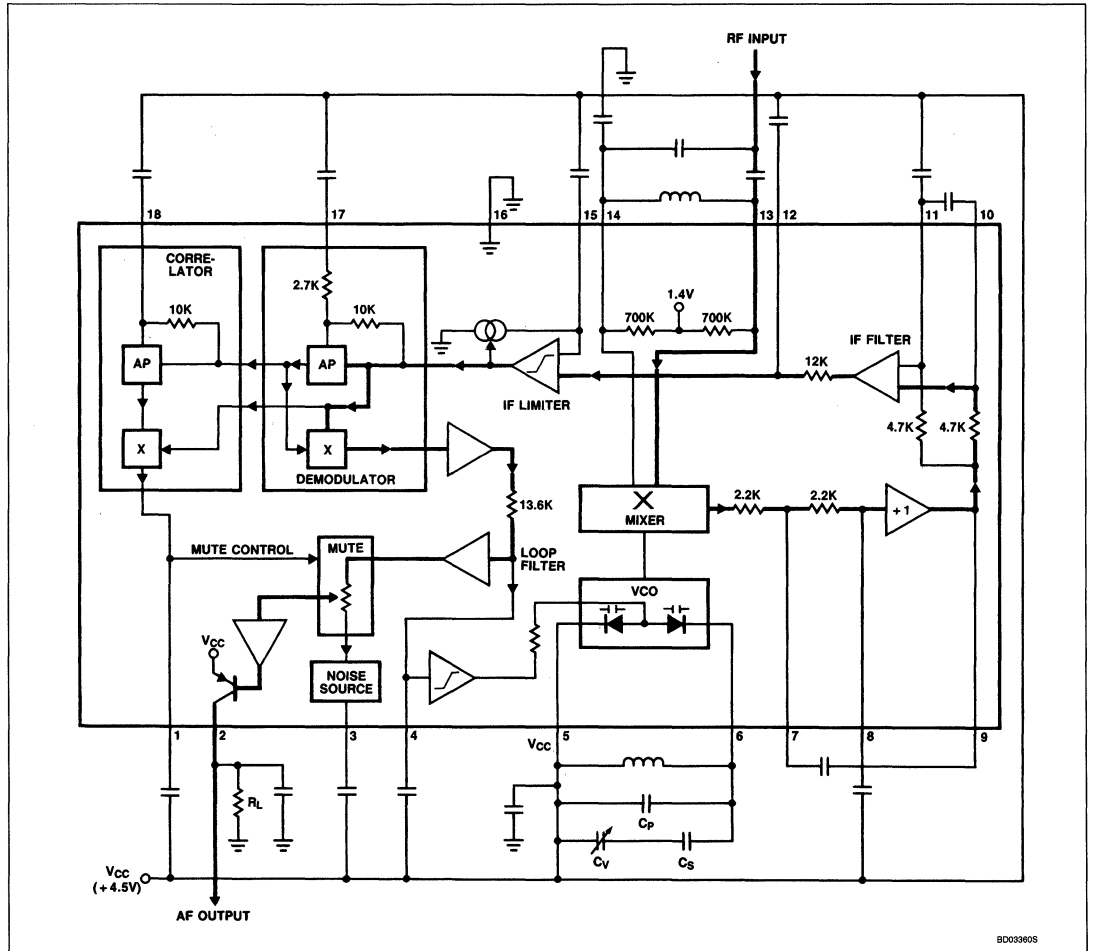 RF INPUT
18
17
16
15
14
13
12
11
10
CORRE-
LATOR
2.7K
10K
10K
1.4V
700K
700K
IF FILTER
12K
AP
AP
IF LIMITER
4.7K
4.7K
X
X
DEMODULATOR
13.6K
X
MIXER
2.2K
2.2K
+1
MUTE CONTROL
MUTE
LOOP
FILTER
VCO
VCC
NOISE
SOURCE
1
2
3
4
5
6
7
8
9
VCC
RL
CP
CV
CS
VCC
(+4.5V)
AF OUTPUT
BD03360S